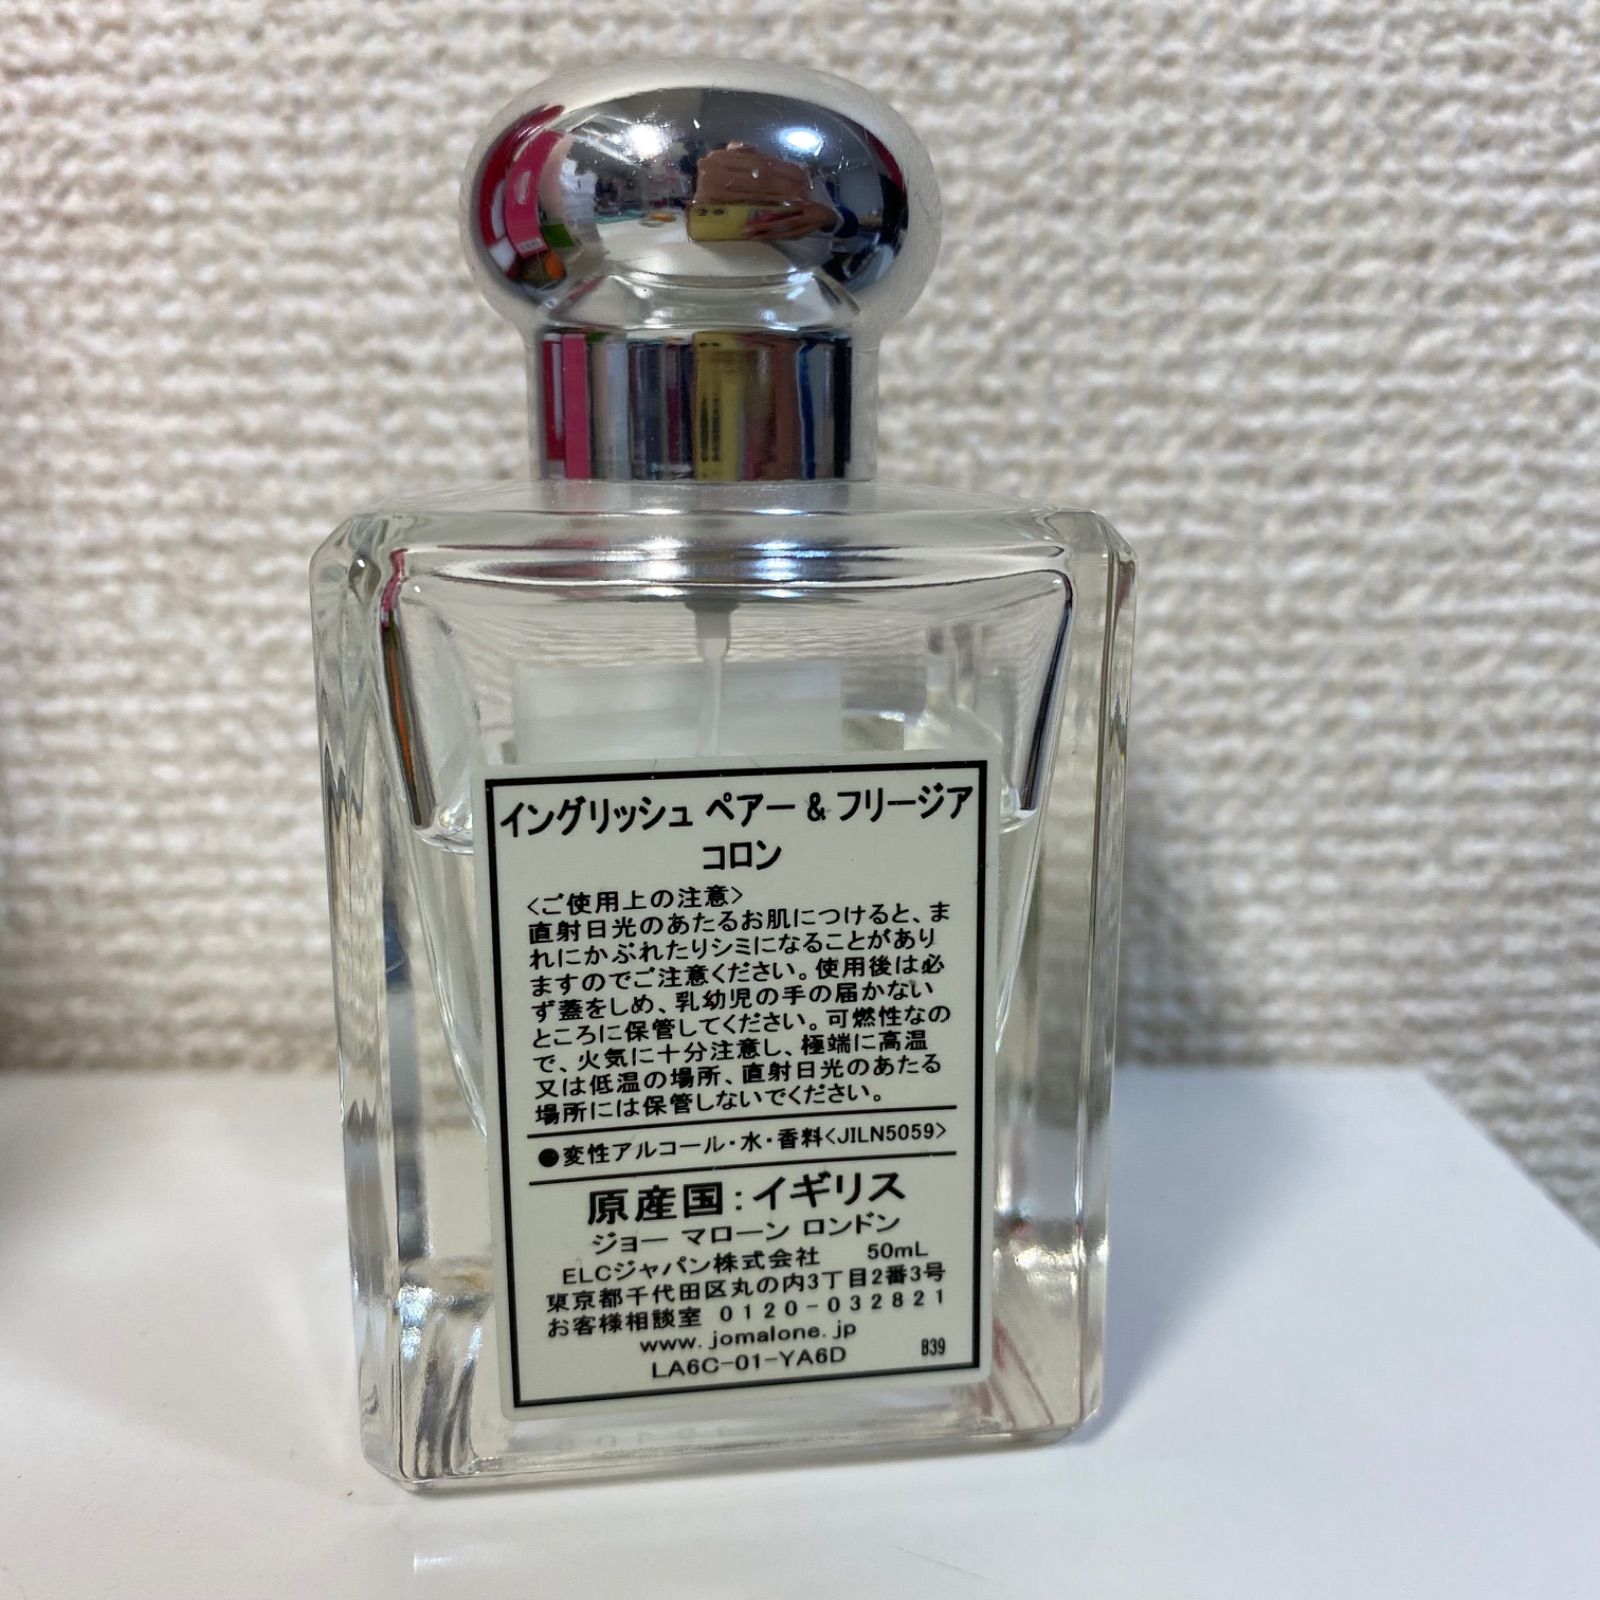 イングリッシュ ペアー & フリージア
コロン
<ご使用上の注意>
直射日光のあたるお肌につけると、ま
れにかぶれたりシミになることがあり
ますのでご注意ください。使用後は必
ず蓋をしめ、乳幼児の手の届かない
ところに保管してください。可燃性なの
で、火気に十分注意し、極端に高温
又は低温の場所、直射日光のあたる
場所には保管しないでください。
●変性アルコール・水・香料<JILN5059>
原産国:イギリス
ジョー マローン ロンドン
ELCジャパン株式会社 50mL
東京都千代田区丸の内3丁目2番3号
お客様相談室 0120-032821
www.jomalone.jp
LA6C-01-YA6D B39